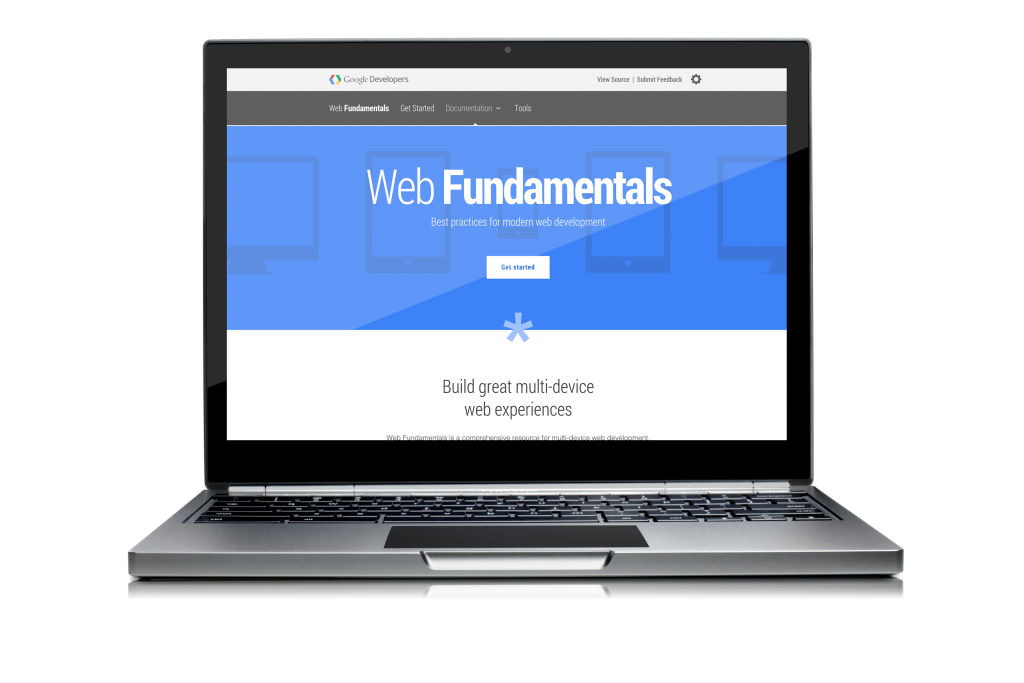 Google Developers
View Source | Submit Feedback
Web Fundamentals Get Started Documentation Tools
Web Fundamentals
Best practices for modern web development
Get started
*
Build great multi-device
web experiences
Web Fundamentals is a comprehensive resource for multi-device web development.